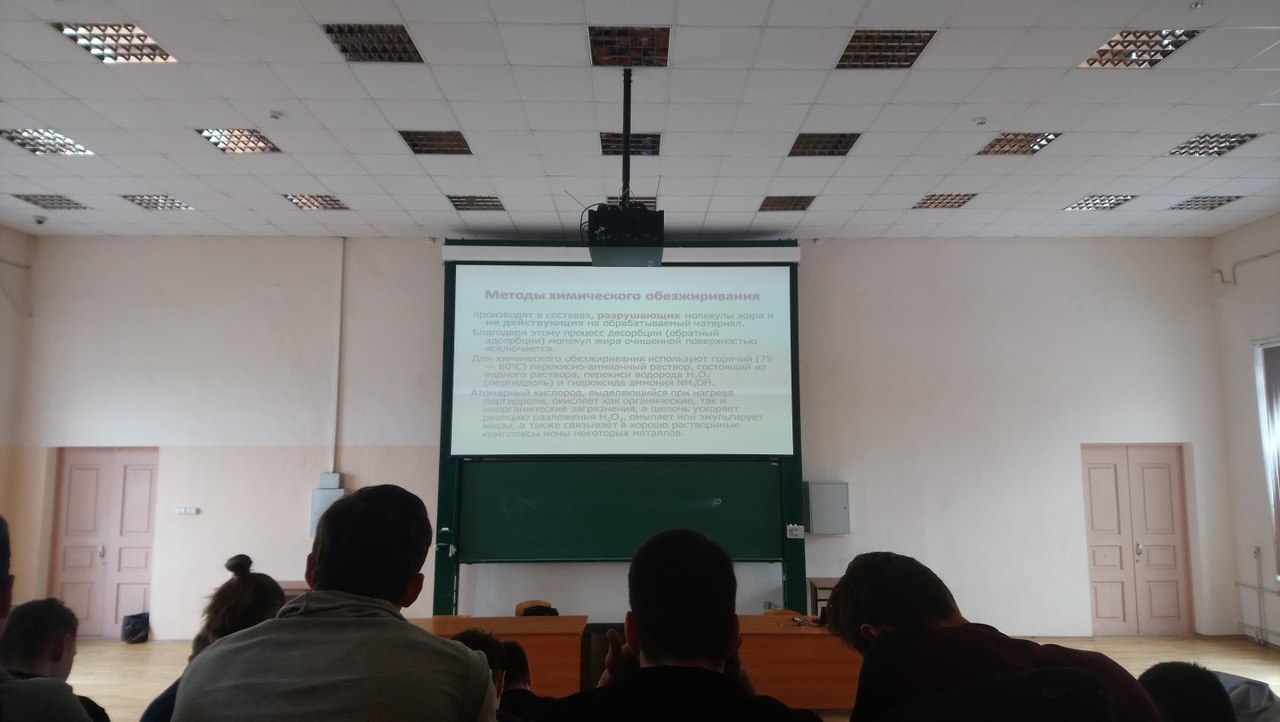 Методы химического обезжиривания
производят в составах, разрушающих молекулы жира и
не действующих на обрабатываемый материал.
Благодаря этому процесс десорбции (обратный
адсорбции) молекул жира очищенной поверхностью
исключается.
Для химического обезжиривания используют горячий (75
— 80°С) перекисно-аммиачный раствор, состоящий из
водного раствора, перекиси водорода H₂O₂
(пергидроль) и гидроксида аммония NH₄OH.
Атомарный кислород, выделяющийся при нагреве
пергидроли, окисляет как органические, так и
неорганические загрязнения, а щелочь ускоряет
реакцию разложения H₂O₂, омыляет или эмульгирует
жиры, а также связывает в хорошо растворимые
комплексы ионы некоторых металлов.